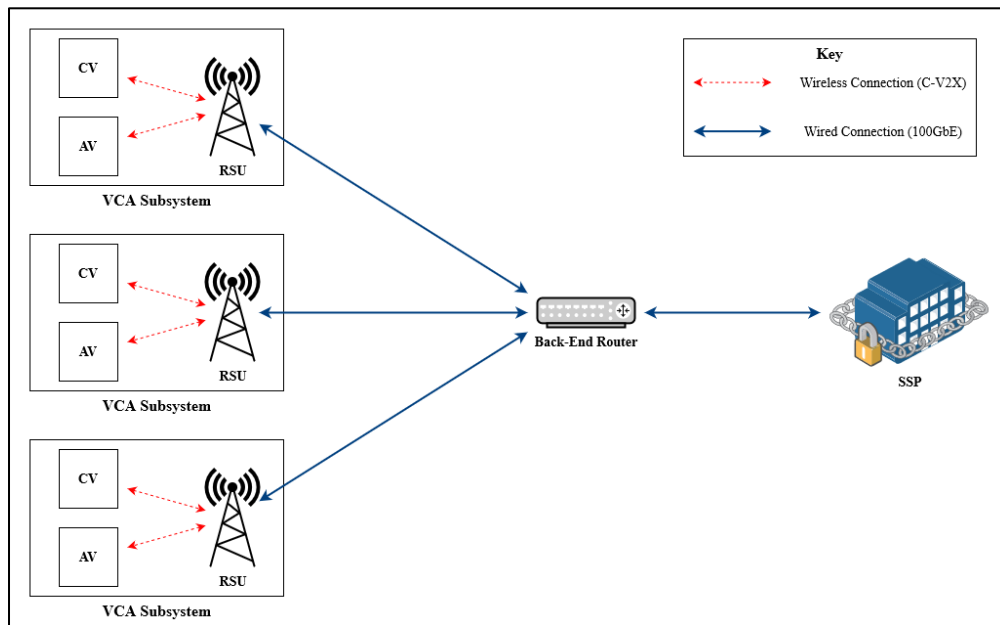 CV
AV
RSU
VCA Subsystem
CV
AV
RSU
VCA Subsystem
CV
AV
RSU
VCA Subsystem
Back-End Router
SSP
Key
Wireless Connection (C-V2X)
Wired Connection (100GbE)